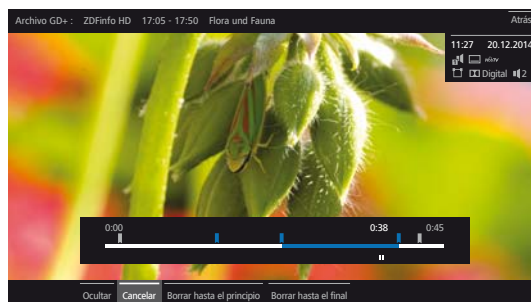 Archivo GD+ : ZDFinfo HD 17:05 - 17:50 Flora und Fauna Atrás
11:27 20.12.2014
HbbTV
Digital 2
0:00 0:38 0:45
Ocultar Cancelar Borrar hasta el principio Borrar hasta el final